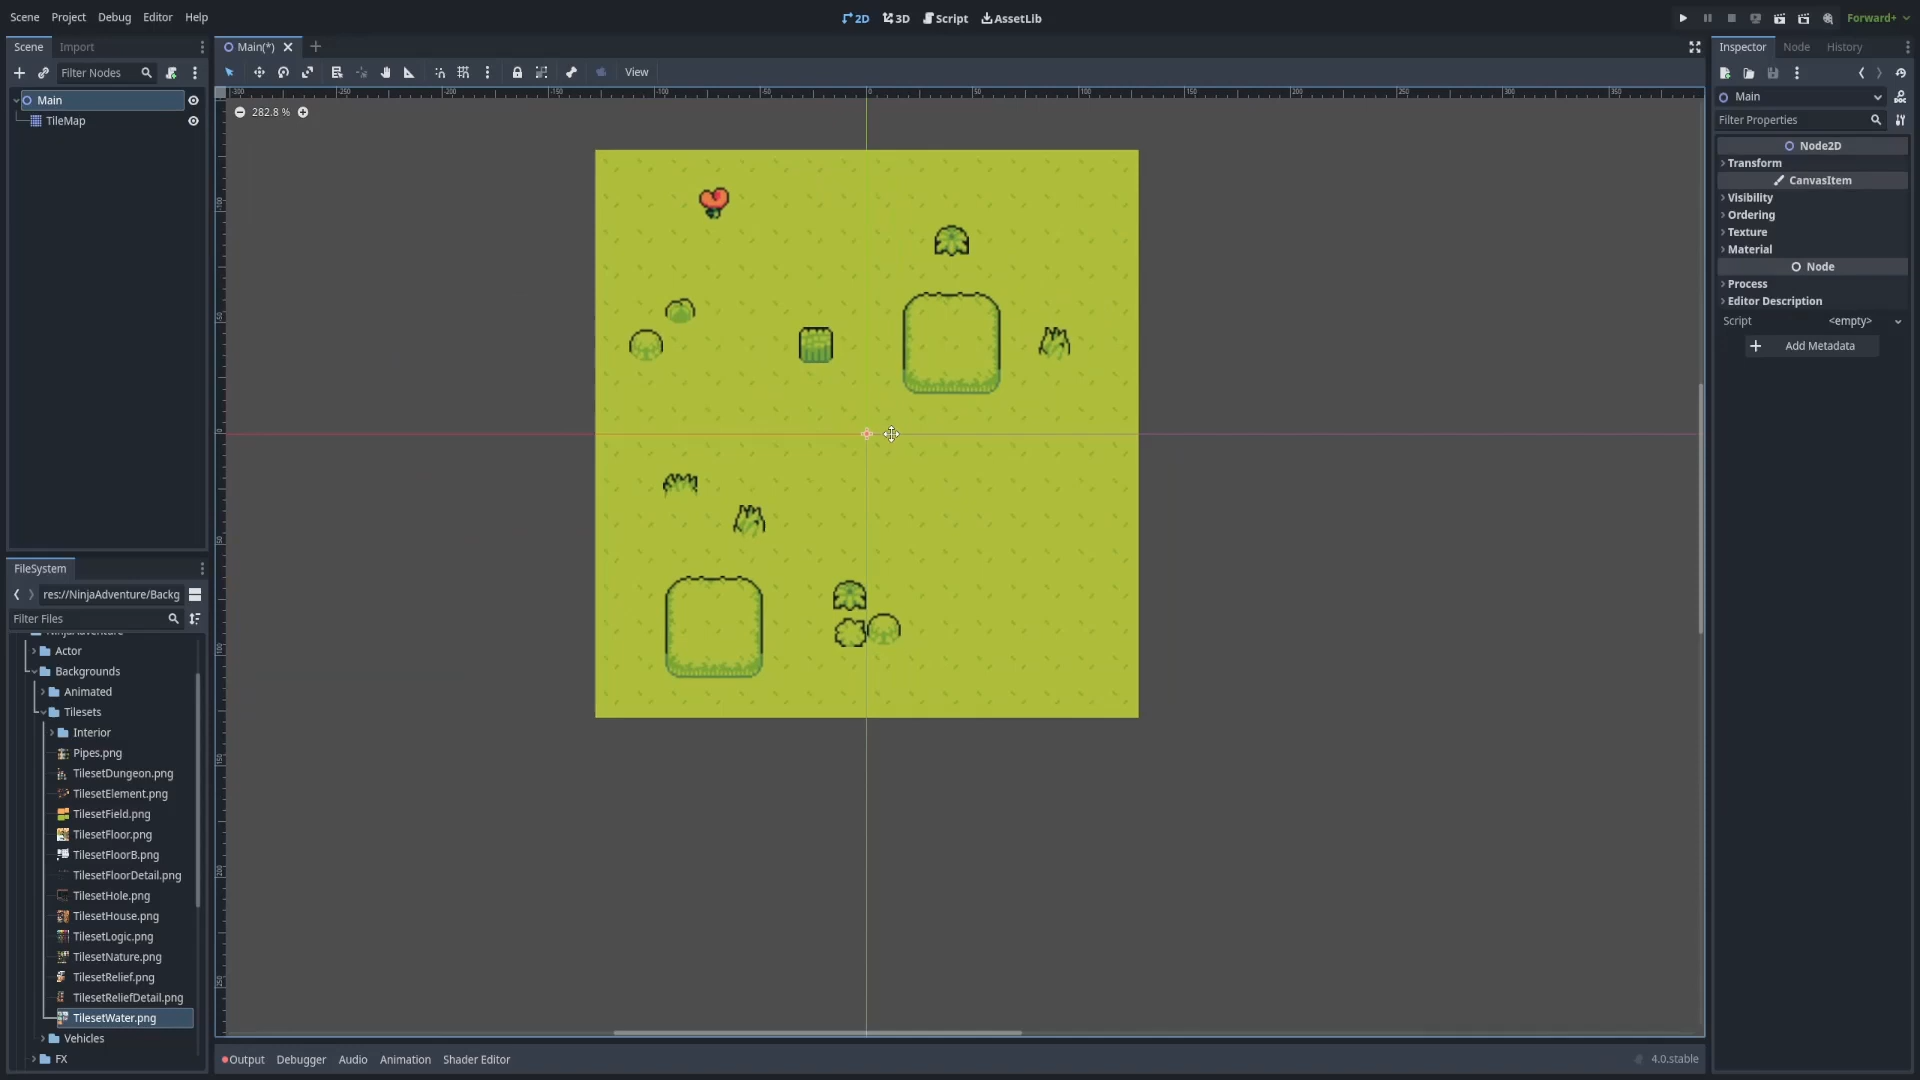 Scene Project Debug Editor Help
2D 3D Script AssetLib
Forward+
Scene Import
Filter Nodes
Main
TileMap
Main(*)
View
282.8 %
FileSystem
res://NinjaAdventure/Backg
Filter Files
NinjaAdventure
Actor
Backgrounds
Animated
Tilesets
Interior
Pipes.png
TilesetDungeon.png
TilesetElement.png
TilesetField.png
TilesetFloor.png
TilesetFloorB.png
TilesetFloorDetail.png
TilesetHole.png
TilesetHouse.png
TilesetLogic.png
TilesetNature.png
TilesetRelief.png
TilesetReliefDetail.png
TilesetWater.png
Vehicles
FX
Output Debugger Audio Animation Shader Editor
4.0.stable
Inspector Node History
Main
Filter Properties
Node2D
Transform
CanvasItem
Visibility
Ordering
Texture
Material
Node
Process
Editor Description
Script <empty>
Add Metadata